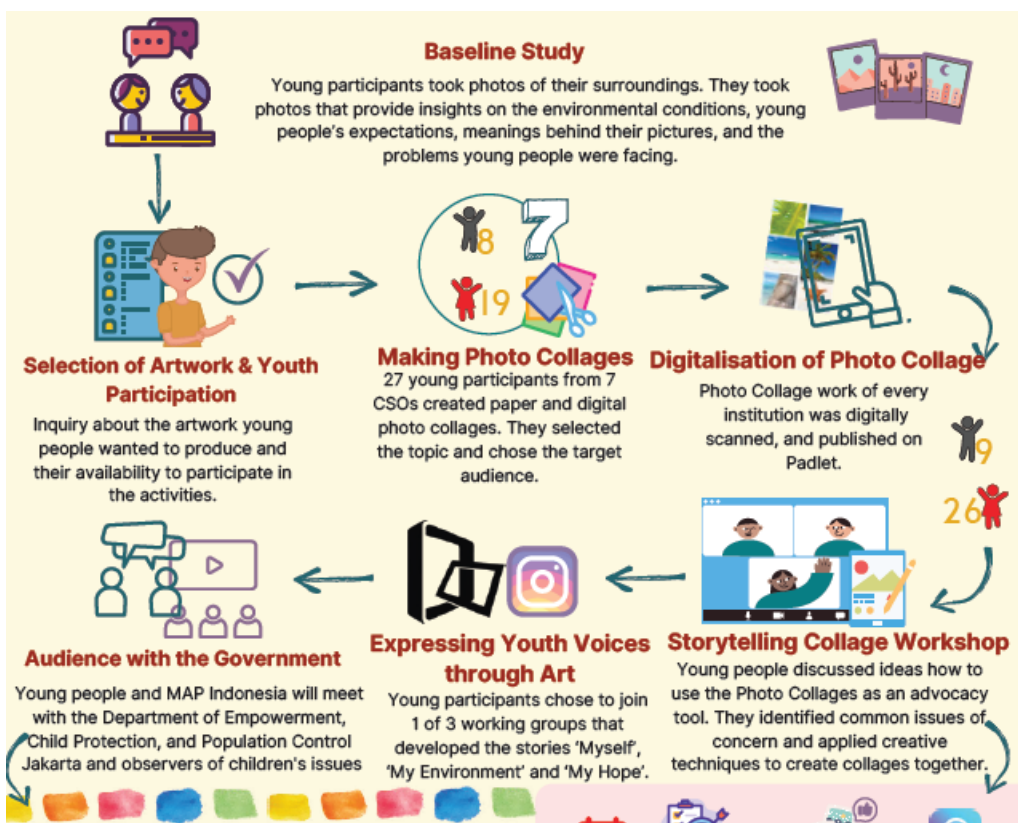 Baseline Study
Young participants took photos of their surroundings. They took
photos that provide insights on the environmental conditions, young
people's expectations, meanings behind their pictures, and the
problems young people were facing.
8
7
19
Selection of Artwork & Youth
Participation
Inquiry about the artwork young
people wanted to produce and
their availability to participate in
the activities.
Making Photo Collages
27 young participants from 7
CSOs created paper and digital
photo collages. They selected
the topic and chose the target
audience.
Digitalisation of Photo Collage
Photo Collage work of every
institution was digitally
scanned, and published on
Padlet.
9
26
Storytelling Collage Workshop
Young people discussed ideas how to
use the Photo Collages as an advocacy
tool. They identified common issues of
concern and applied creative
techniques to create collages together.
Expressing Youth Voices
through Art
Young participants chose to join
1 of 3 working groups that
developed the stories 'Myself',
'My Environment' and 'My Hope'.
Audience with the Government
Young people and MAP Indonesia will meet
with the Department of Empowerment,
Child Protection, and Population Control
Jakarta and observers of children's issues